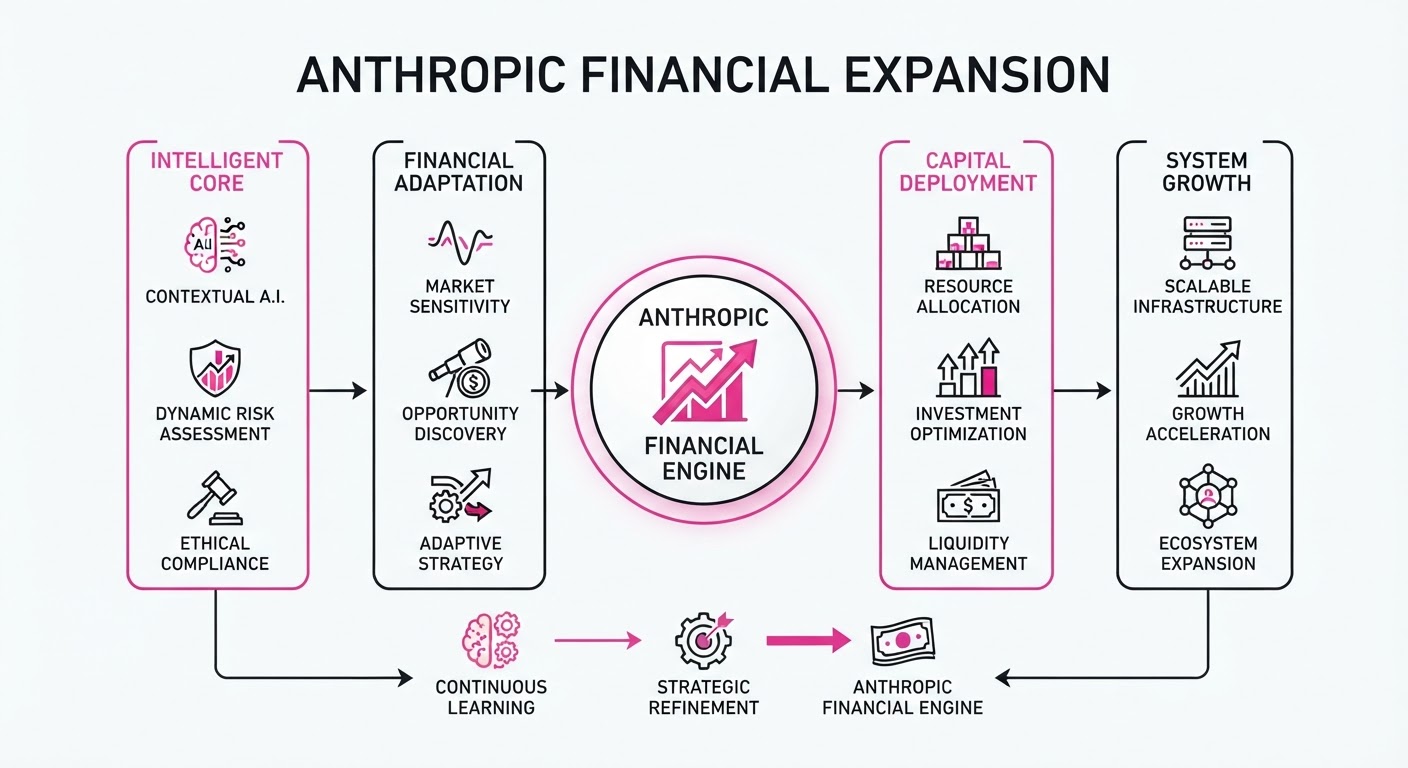 ANTHROPIC FINANCIAL EXPANSION
INTELLIGENT
CORE
AI
CONTEXTUAL A.I.
DYNAMIC RISK
ASSESSMENT
ETHICAL
COMPLIANCE
FINANCIAL
ADAPTATION
MARKET
SENSITIVITY
$
OPPORTUNITY
DISCOVERY
ADAPTIVE
STRATEGY
ANTHROPIC
FINANCIAL
ENGINE
CAPITAL
DEPLOYMENT
RESOURCE
ALLOCATION
INVESTMENT
OPTIMIZATION
$
LIQUIDITY
MANAGEMENT
SYSTEM
GROWTH
SCALABLE
INFRASTRUCTURE
GROWTH
ACCELERATION
ECOSYSTEM
EXPANSION
CONTINUOUS
LEARNING
STRATEGIC
REFINEMENT
ANTHROPIC
FINANCIAL ENGINE